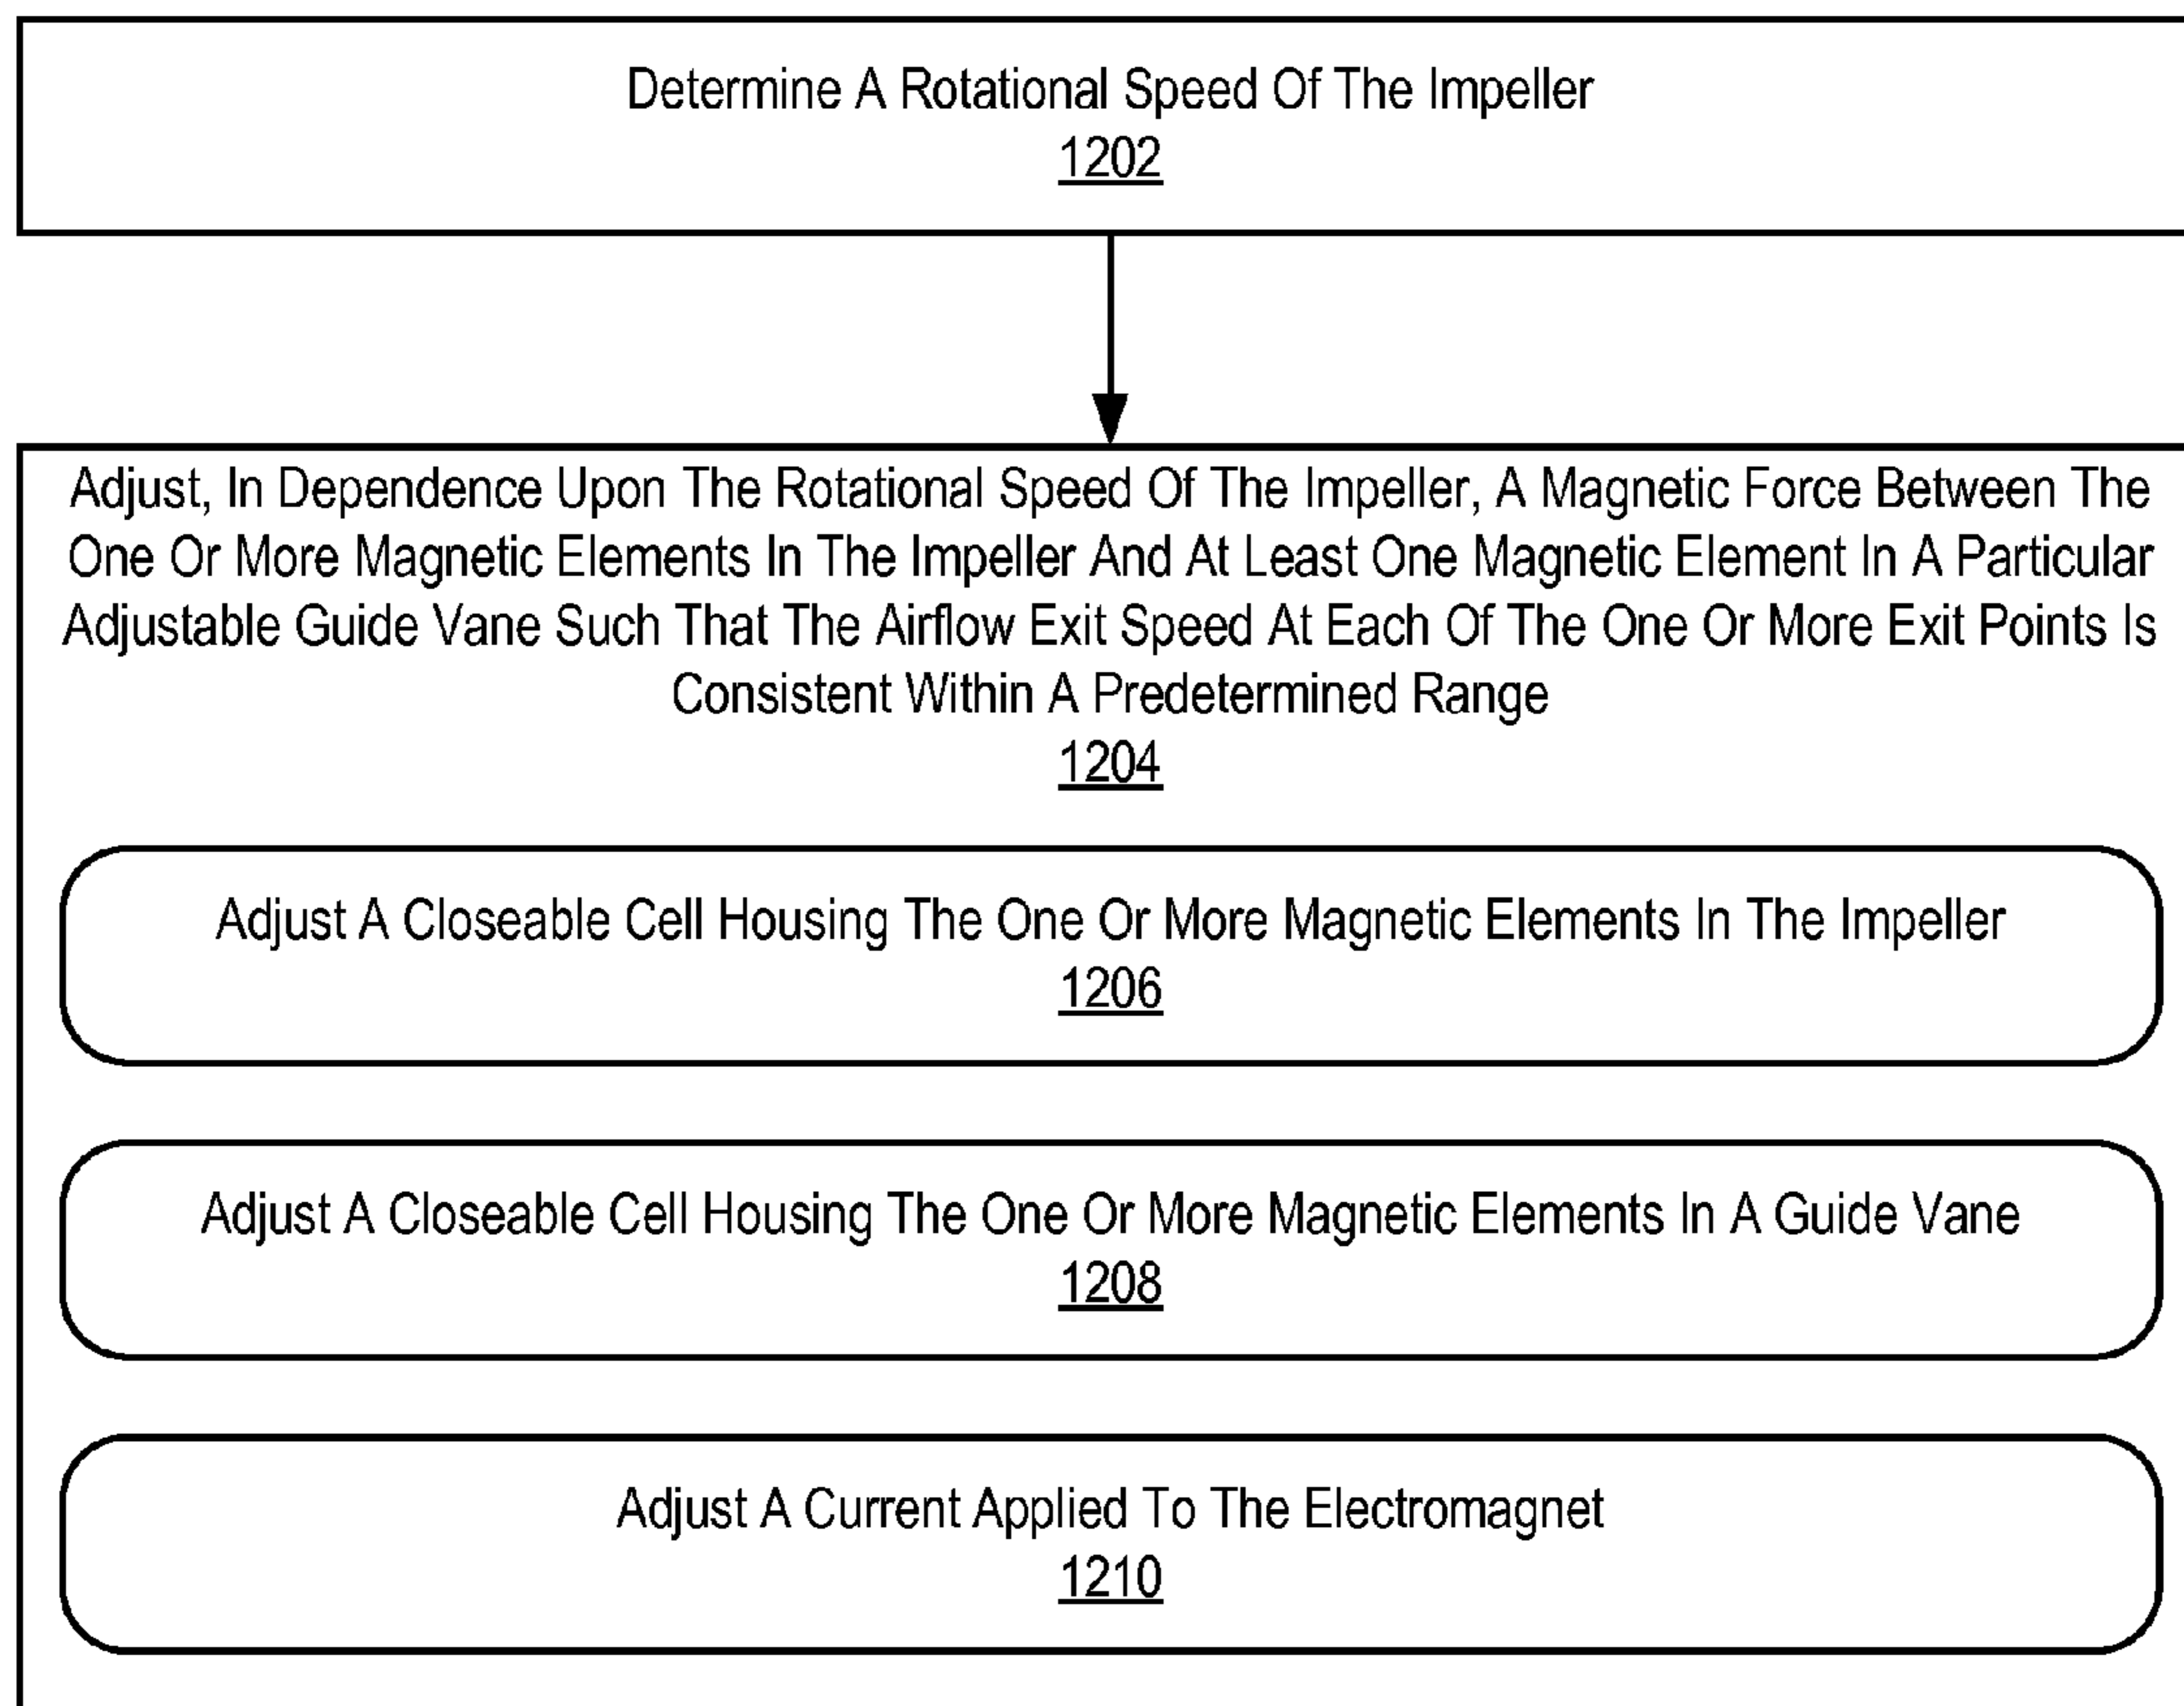 Determine A Rotational Speed Of The Impeller
1202
Adjust, In Dependence Upon The Rotational Speed Of The Impeller, A Magnetic Force Between The
One Or More Magnetic Elements In The Impeller And At Least One Magnetic Element In A Particular
Adjustable Guide Vane Such That The Airflow Exit Speed At Each Of The One Or More Exit Points Is
Consistent Within A Predetermined Range
1204
Adjust A Closeable Cell Housing The One Or More Magnetic Elements In The Impeller
1206
Adjust A Closeable Cell Housing The One Or More Magnetic Elements In A Guide Vane
1208
Adjust A Current Applied To The Electromagnet
1210